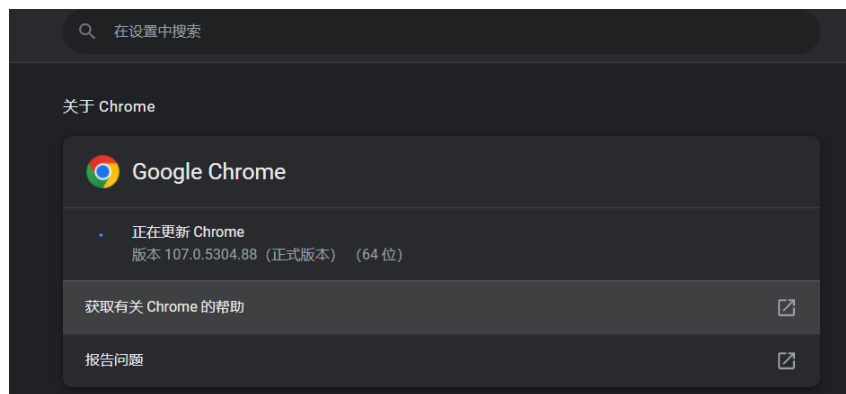 在设置中搜索
关于 Chrome
Google Chrome
正在更新 Chrome
版本 107.0.5304.88（正式版本） （64 位）
获取有关 Chrome 的帮助
报告问题